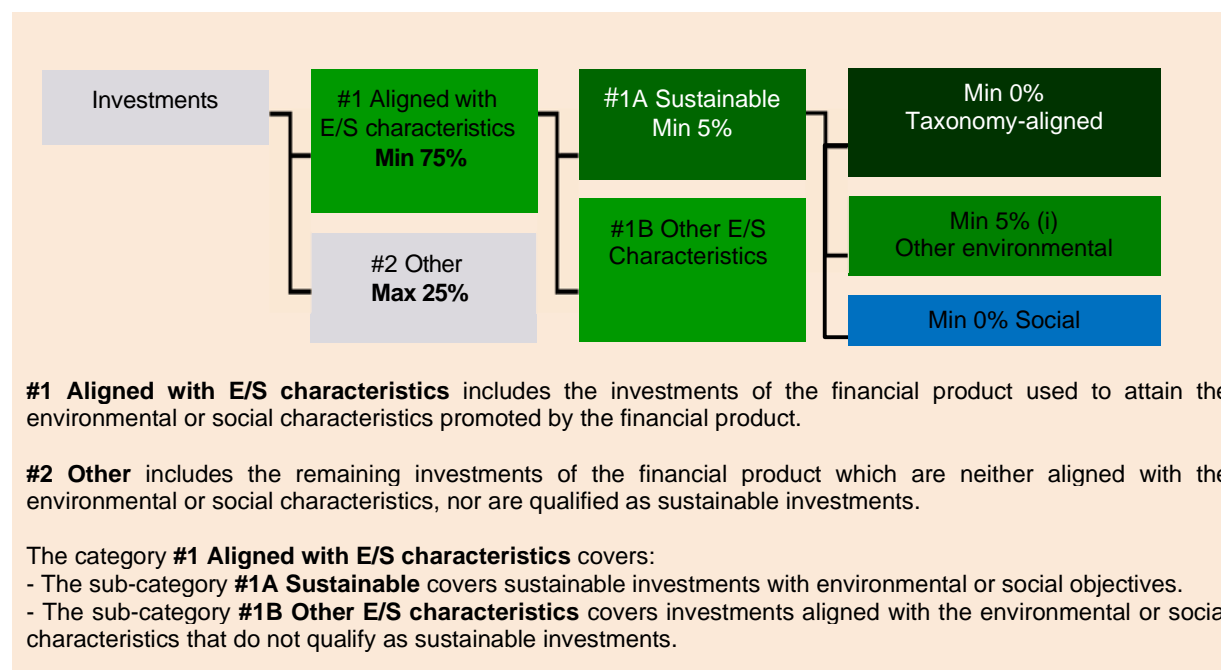 Investments
#1 Aligned with
E/S characteristics
Min 75%
#2 Other
Max 25%
#1A Sustainable
Min 5%
#1B Other E/S
Characteristics
Min 0%
Taxonomy-aligned
Min 5% (i)
Other environmental
Min 0% Social
#1 Aligned with E/S characteristics includes the investments of the financial product used to attain the
environmental or social characteristics promoted by the financial product.
#2 Other includes the remaining investments of the financial product which are neither aligned with the
environmental or social characteristics, nor are qualified as sustainable investments.
The category #1 Aligned with E/S characteristics covers:
- The sub-category #1A Sustainable covers sustainable investments with environmental or social objectives.
- The sub-category #1B Other E/S characteristics covers investments aligned with the environmental or social
characteristics that do not qualify as sustainable investments.